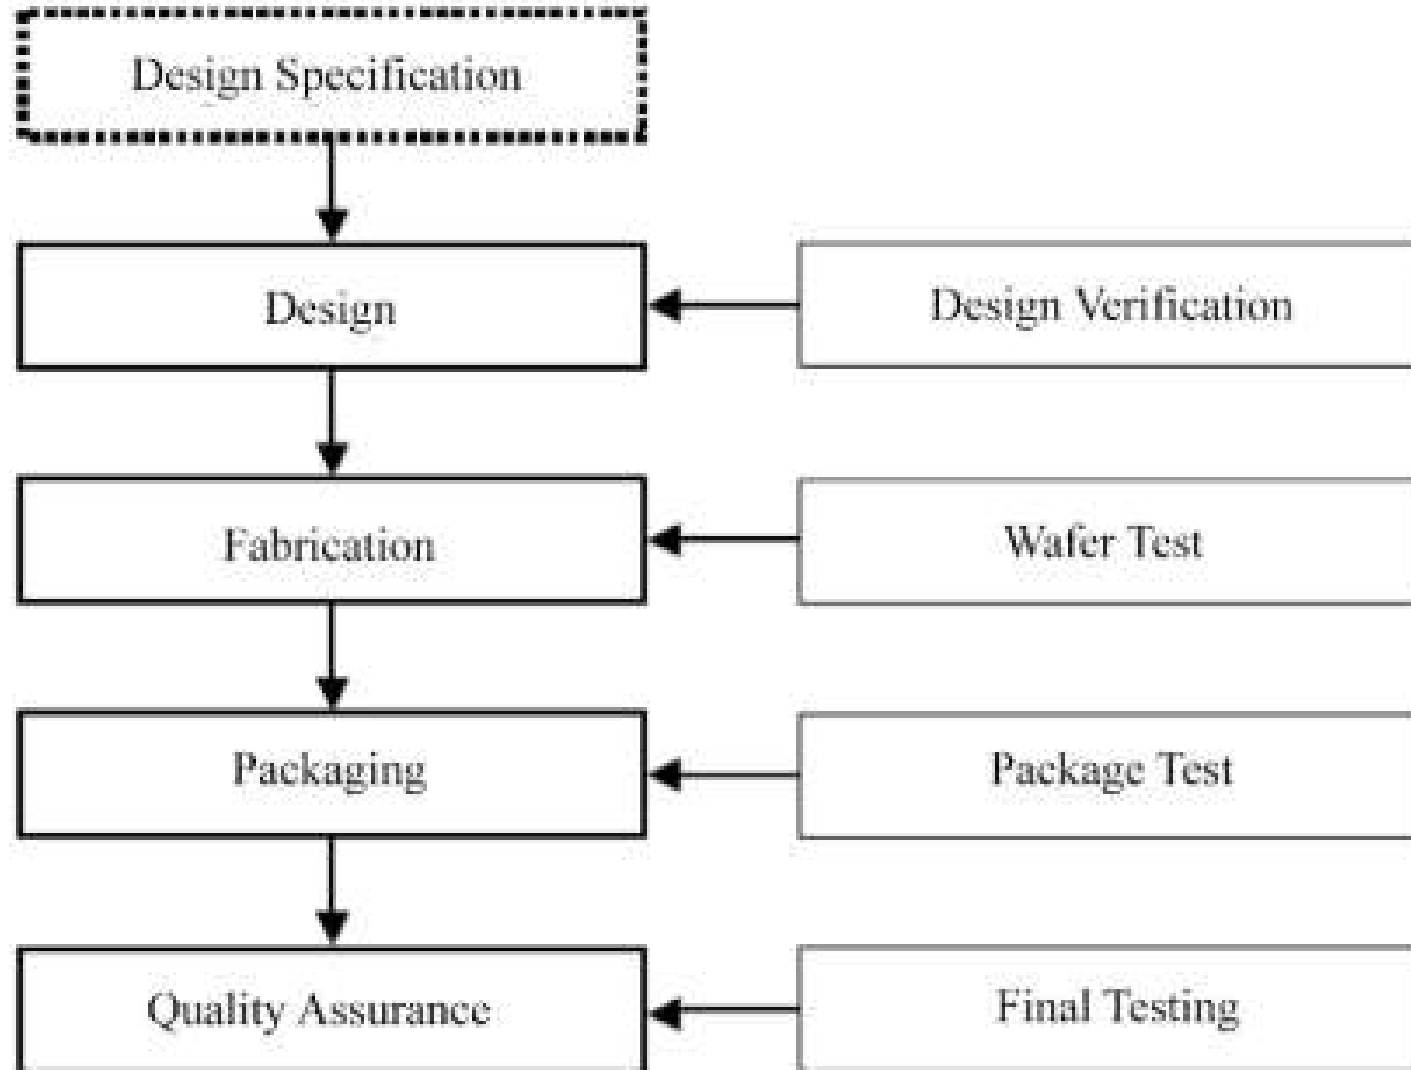 Design Specification
Design
Design Verification
Fabrication
Wafer Test
Packaging
Package Test
Quality Assurance
Final Testing